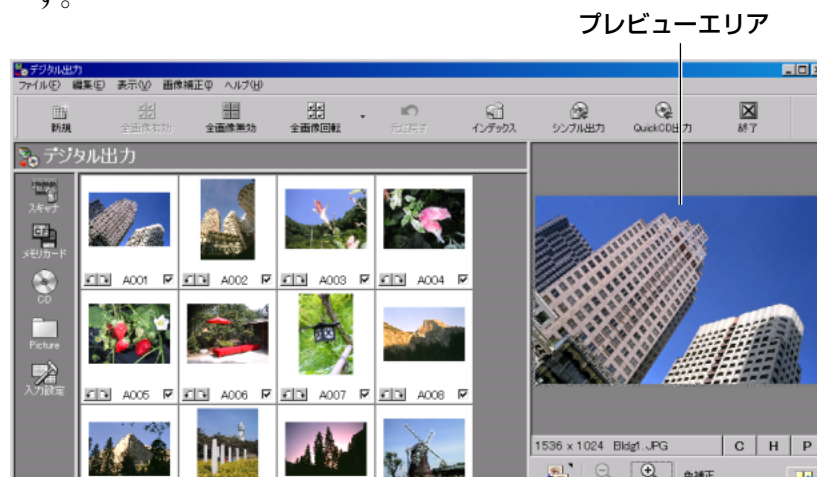 す。
プレビューエリア
デジタル出力
ファイル(F) 編集(E) 表示(V) 画像補正(I) ヘルプ(H)
新規 全画像有効 全画像無効 全画像回転 元に戻す インデックス シンプル出力 QuickCD出力 終了
デジタル出力
スキャナ
メモリカード
CD
Picture
入力設定
A001 A002 A003 A004
A005 A006 A007 A008
1536 x 1024 Bldg1.JPG C H P
色補正